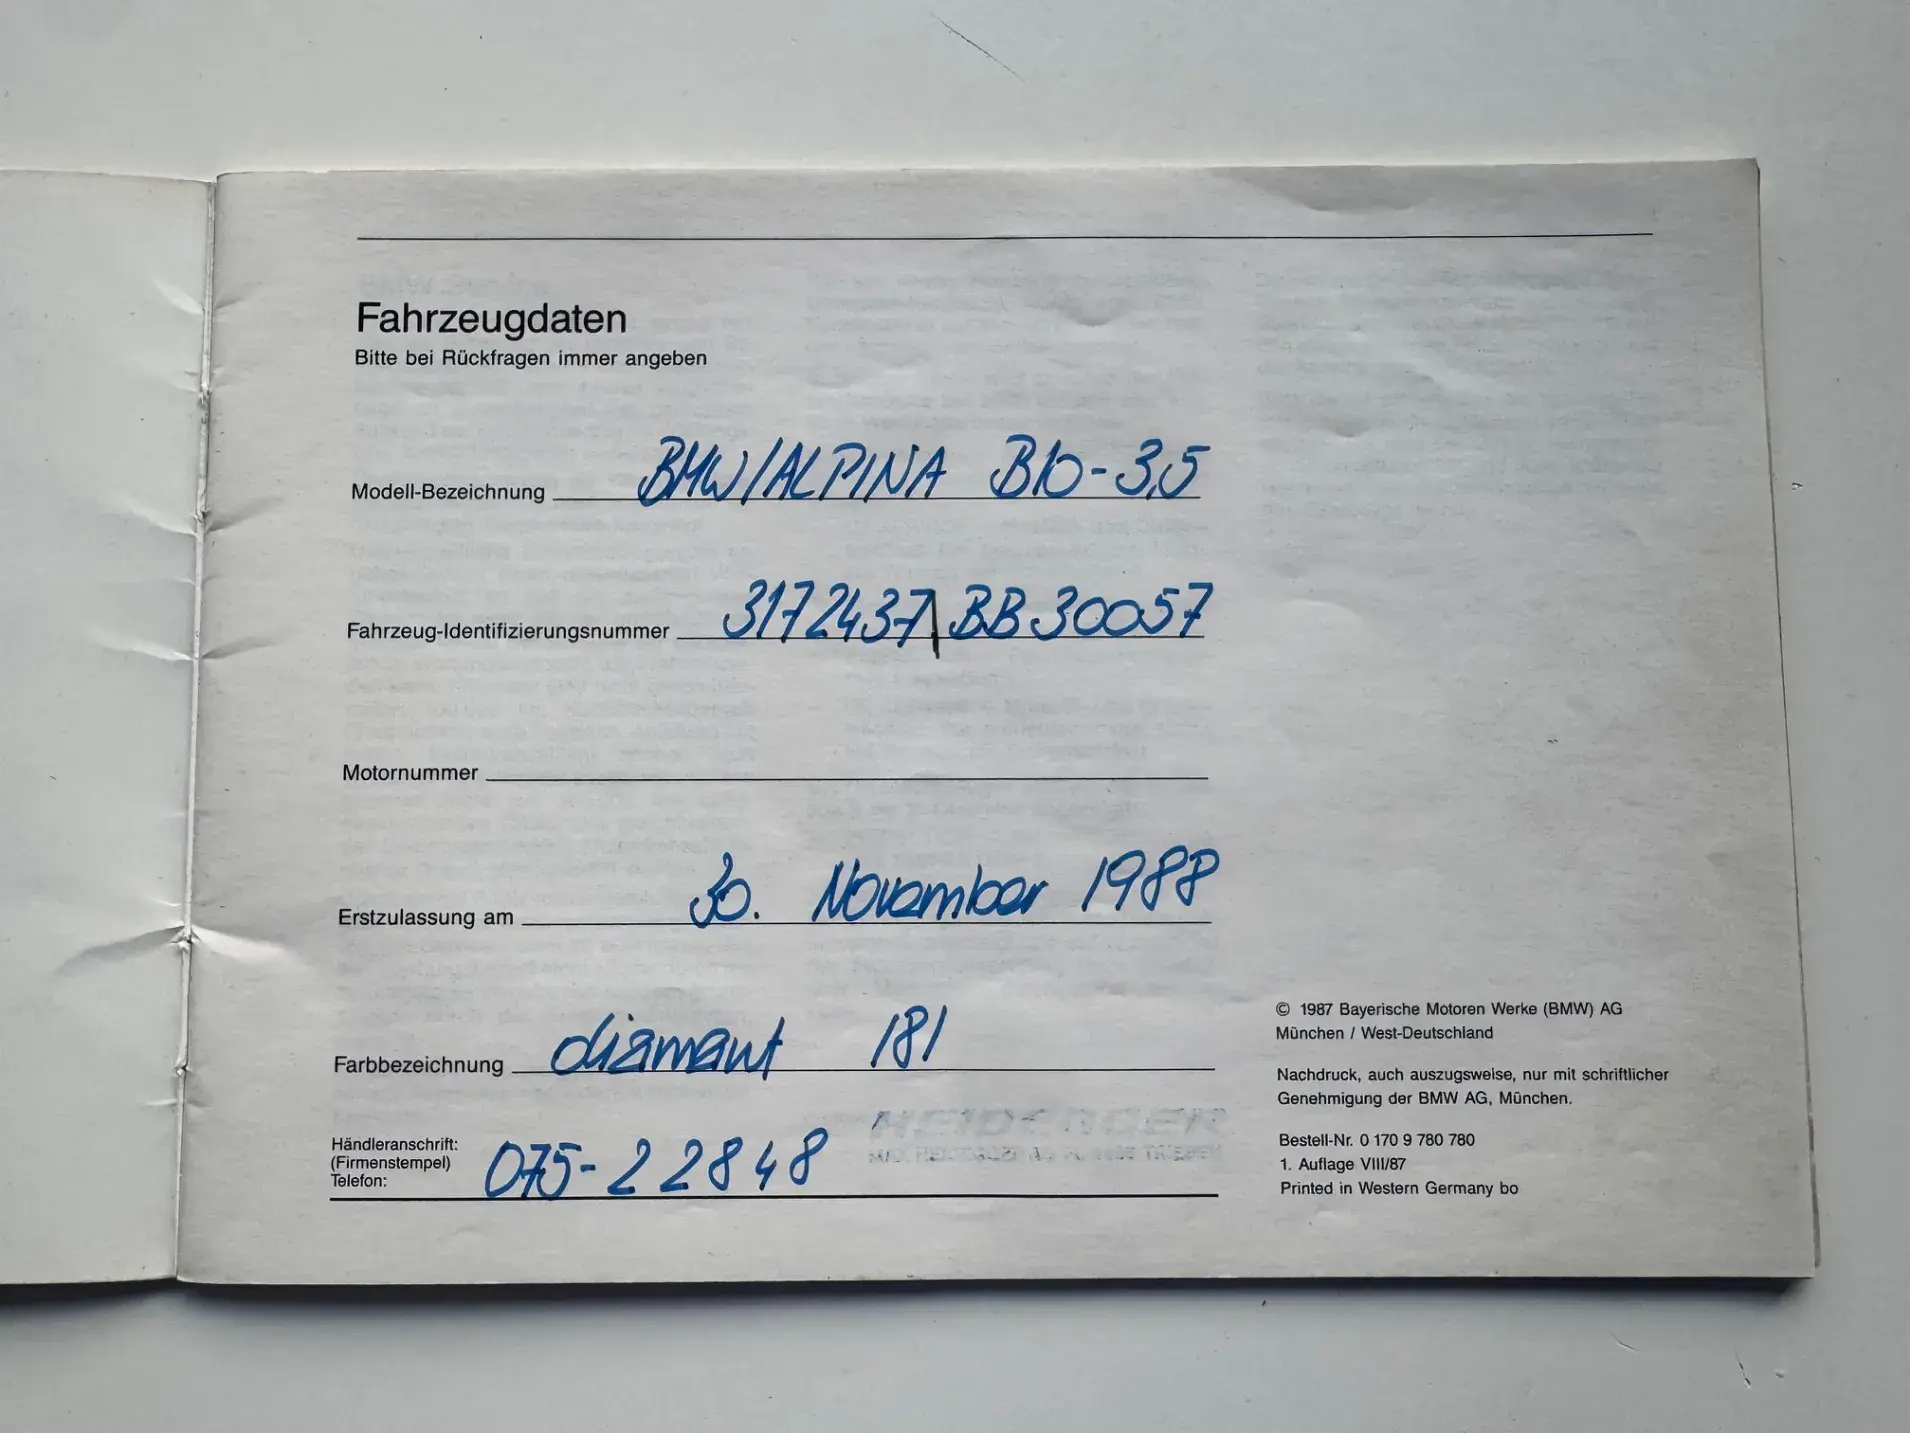 Fahrzeugdaten
Bitte bei Rückfragen immer angeben
Modell-Bezeichnung BMW/ALPINA B10-3,5
Fahrzeug-Identifizierungsnummer 3172437|BB30057
Motornummer
Erstzulassung am 30. November 1988
Farbbezeichnung diamant 181
Händleranschrift:
(Firmenstempel)
Telefon: 075-22848
© 1987 Bayerische Motoren Werke (BMW) AG
München / West-Deutschland
Nachdruck, auch auszugsweise, nur mit schriftlicher
Genehmigung der BMW AG, München.
Bestell-Nr. 0 170 9 780 780
1. Auflage VIII/87
Printed in Western Germany bo